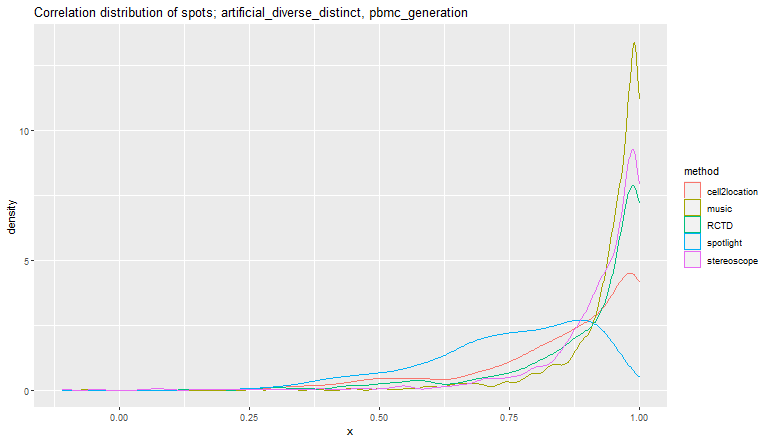 Correlation distribution of spots; artificial_diverse_distinct, pbmc_generation
density
10
5
0
0.00
0.25
0.50
0.75
1.00
x
method
cell2location
music
RCTD
spotlight
stereoscope